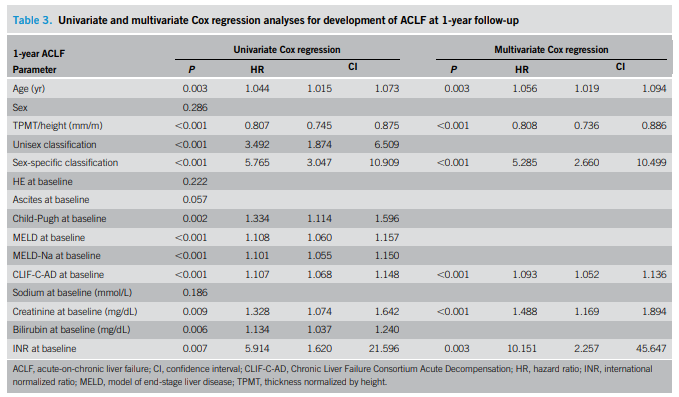 Table 3. Univariate and multivariate Cox regression analyses for development of ACLF at 1-year follow-up
1-year ACLF Univariate Cox regression Multivariate Cox regression
Parameter P HR CI P HR CI
Age (yr) 0.003 1.044 1.015 1.073 0.003 1.056 1.019 1.094
Sex 0.286
TPMT/height (mm/m) <0.001 0.807 0.745 0.875 <0.001 0.808 0.736 0.886
Unisex classification <0.001 3.492 1.874 6.509
Sex-specific classification <0.001 5.765 3.047 10.909 <0.001 5.285 2.660 10.499
HE at baseline 0.222
Ascites at baseline 0.057
Child-Pugh at baseline 0.002 1.334 1.114 1.596
MELD at baseline <0.001 1.108 1.060 1.157
MELD-Na at baseline <0.001 1.101 1.055 1.150
CLIF-C-AD at baseline <0.001 1.107 1.068 1.148 <0.001 1.093 1.052 1.136
Sodium at baseline (mmol/L) 0.186
Creatinine at baseline (mg/dL) 0.009 1.328 1.074 1.642 <0.001 1.488 1.169 1.894
Bilirubin at baseline (mg/dL) 0.006 1.134 1.037 1.240
INR at baseline 0.007 5.914 1.620 21.596 0.003 10.151 2.257 45.647
ACLF, acute-on-chronic liver failure; CI, confidence interval; CLIF-C-AD, Chronic Liver Failure Consortium Acute Decompensation; HR, hazard ratio; INR, international
normalized ratio; MELD, model of end-stage liver disease; TPMT, thickness normalized by height.